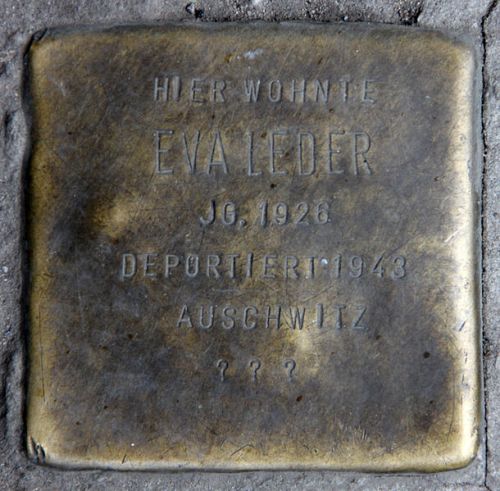 HIER WOHNTE
EVA LEDER
JG. 1926
DEPORTIERT 1943
AUSCHWITZ
? ? ?